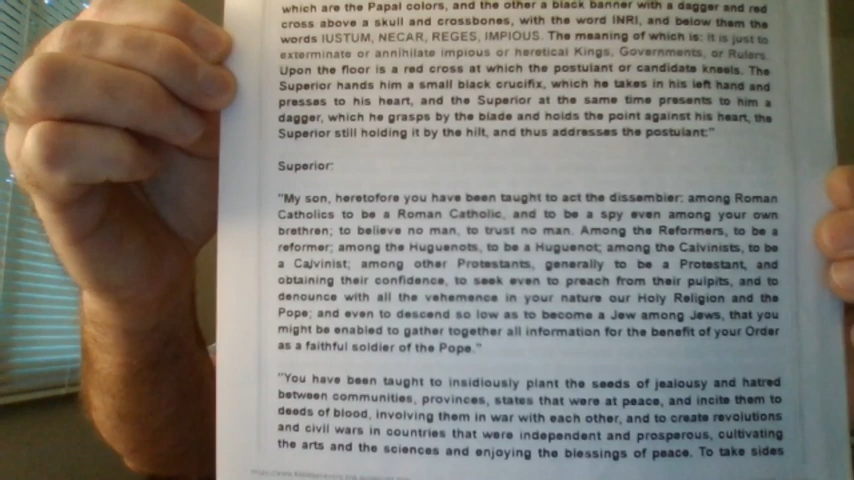 which are the Papal colors, and the other a black banner with a dagger and red
cross above a skull and crossbones, with the word INRI, and below them the
words IUSTUM, NECAR, REGES, IMPIOUS. The meaning of which is: It is just to
exterminate or annihilate impious or heretical Kings, Governments, or Rulers.
Upon the floor is a red cross at which the postulant or candidate kneels. The
Superior hands him a small black crucifix, which he takes in his left hand and
presses to his heart, and the Superior at the same time presents to him a
dagger, which he grasps by the blade and holds the point against his heart, the
Superior still holding it by the hilt, and thus addresses the postulant:"
Superior:
"My son, heretofore you have been taught to act the dissembler: among Roman
Catholics to be a Roman Catholic, and to be a spy even among your own
brethren; to believe no man, to trust no man. Among the Reformers, to be a
reformer; among the Huguenots, to be a Huguenot; among the Calvinists, to be
a Calvinist; among other Protestants, generally to be a Protestant, and
obtaining their confidence, to seek even to preach from their pulpits, and to
denounce with all the vehemence in your nature our Holy Religion and the
Pope; and even to descend so low as to become a Jew among Jews, that you
might be enabled to gather together all information for the benefit of your Order
as a faithful soldier of the Pope."
"You have been taught to insidiously plant the seeds of jealousy and hatred
between communities, provinces, states that were at peace, and incite them to
deeds of blood, involving them in war with each other, and to create revolutions
and civil wars in countries that were independent and prosperous, cultivating
the arts and the sciences and enjoying the blessings of peace. To take sides